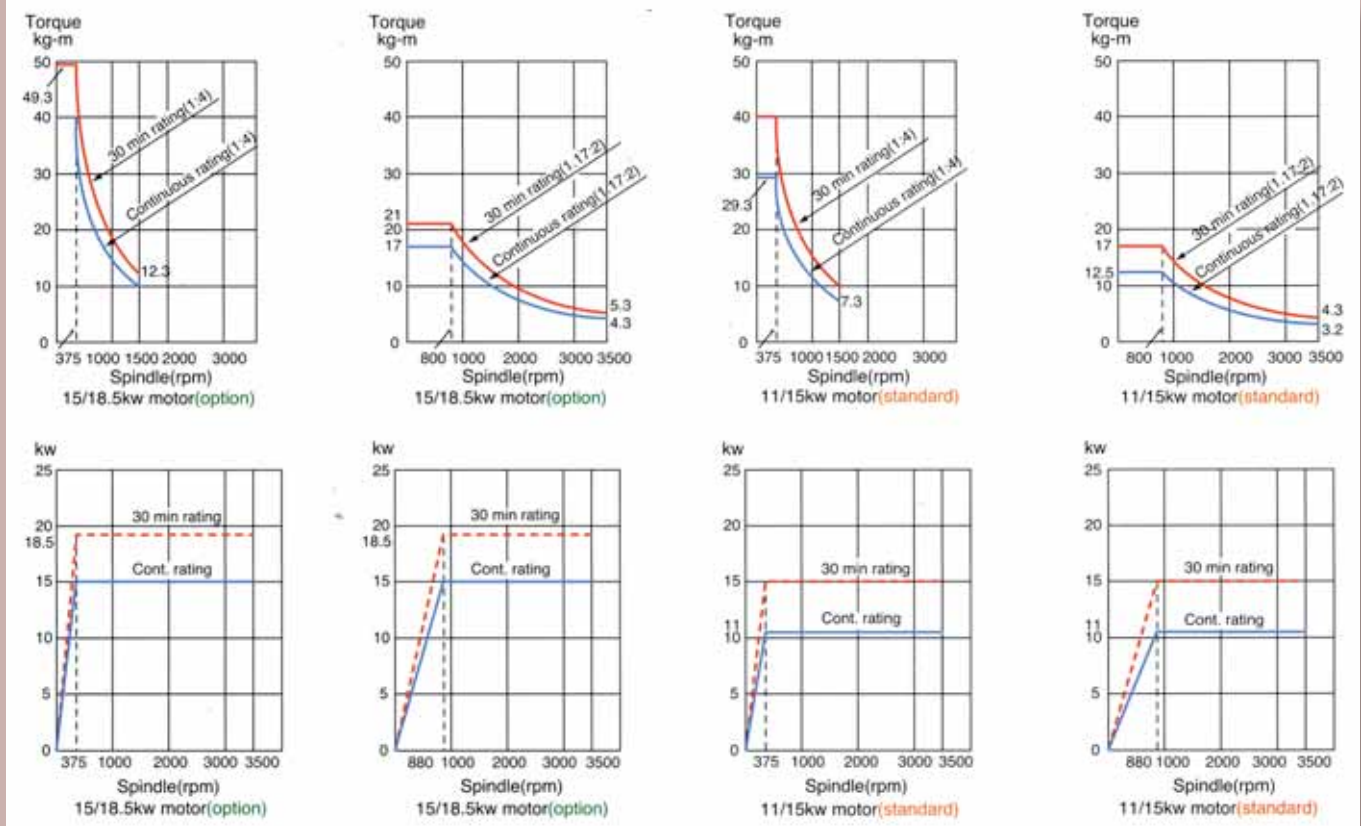 Torque
kg-m
50
49.3
40
30
20
10
0
30 min rating(1:4)
Continuous rating(1:4)
12.3
375 1000 1500 2000 3000
Spindle(rpm)
15/18.5kw motor(option)
Torque
kg-m
50
40
30
21
20
17
10
0
30 min rating(1.17:2)
Continuous rating(1.17:2)
5.3
4.3
800 1000 2000 3000 3500
Spindle(rpm)
15/18.5kw motor(option)
Torque
kg-m
50
40
30
29.3
20
10
0
30 min rating(1:4)
Continuous rating(1:4)
7.3
375 1000 1500 2000 3000
Spindle(rpm)
11/15kw motor(standard)
Torque
kg-m
50
40
30
20
17
12.5
10
0
30 min rating(1.17:2)
Continuous rating(1.17:2)
4.3
3.2
800 1000 2000 3000 3500
Spindle(rpm)
11/15kw motor(standard)
kw
25
20
18.5
15
10
5
0
30 min rating
Cont. rating
375 1000 2000 3000 3500
Spindle(rpm)
15/18.5kw motor(option)
kw
25
20
18.5
15
10
5
0
30 min rating
Cont. rating
880 1000 2000 3000 3500
Spindle(rpm)
15/18.5kw motor(option)
kw
25
20
15
11
10
5
0
30 min rating
Cont. rating
375 1000 2000 3000 3500
Spindle(rpm)
11/15kw motor(standard)
kw
25
20
15
11
10
5
0
30 min rating
Cont. rating
880 1000 2000 3000 3500
Spindle(rpm)
11/15kw motor(standard)